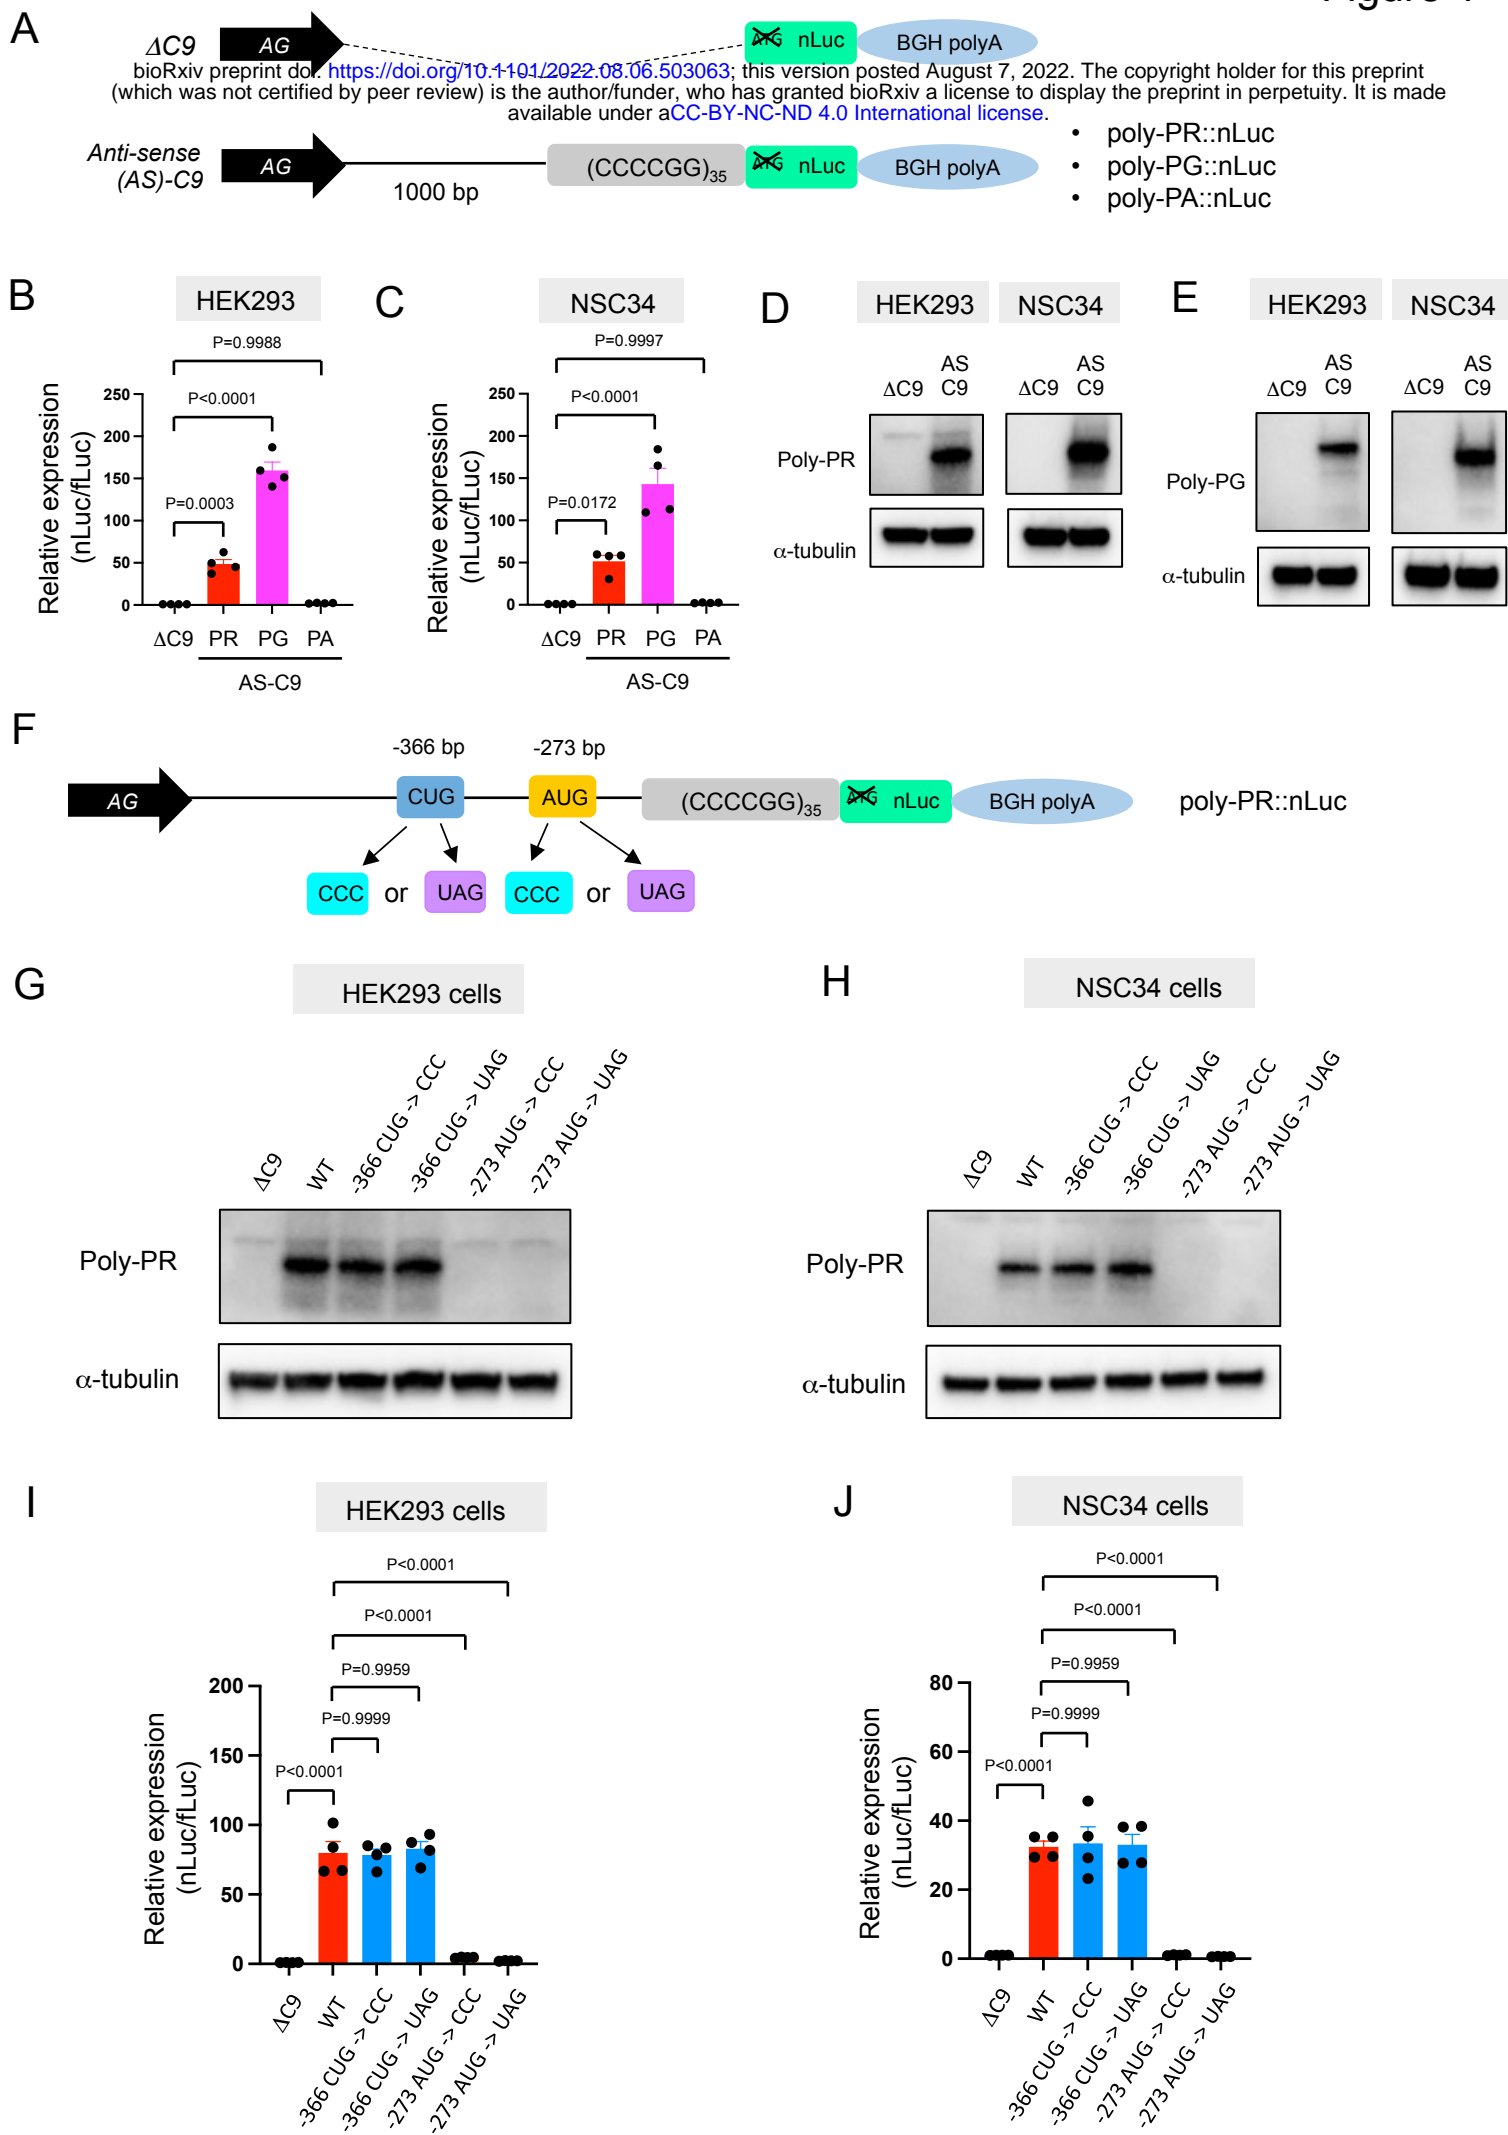 Figure 4
A
ΔC9
AG
ATG nLuc
BGH polyA
bioRxiv preprint doi: https://doi.org/10.1101/2022.08.06.503063; this version posted August 7, 2022. The copyright holder for this preprint
(which was not certified by peer review) is the author/funder, who has granted bioRxiv a license to display the preprint in perpetuity. It is made
available under aCC-BY-NC-ND 4.0 International license.
Anti-sense
(AS)-C9
AG
1000 bp
(CCCCGG)35
ATG nLuc
BGH polyA
• poly-PR::nLuc
• poly-PG::nLuc
• poly-PA::nLuc
B
HEK293
P=0.9988
P<0.0001
P=0.0003
Relative expression
(nLuc/fLuc)
250
200
150
100
50
0
ΔC9 PR PG PA
AS-C9
C
NSC34
P=0.9997
P<0.0001
P=0.0172
Relative expression
(nLuc/fLuc)
250
200
150
100
50
0
ΔC9 PR PG PA
AS-C9
D
HEK293 NSC34
ΔC9 AS C9 ΔC9 AS C9
Poly-PR
α-tubulin
E
HEK293 NSC34
ΔC9 AS C9 ΔC9 AS C9
Poly-PG
α-tubulin
F
-366 bp -273 bp
AG CUG AUG (CCCCGG)35 ATG nLuc BGH polyA poly-PR::nLuc
CCC or UAG CCC or UAG
G
HEK293 cells
ΔC9
WT
-366 CUG -> CCC
-366 CUG -> UAG
-273 AUG -> CCC
-273 AUG -> UAG
Poly-PR
α-tubulin
H
NSC34 cells
ΔC9
WT
-366 CUG -> CCC
-366 CUG -> UAG
-273 AUG -> CCC
-273 AUG -> UAG
Poly-PR
α-tubulin
I
HEK293 cells
P<0.0001
P<0.0001
P=0.9959
P=0.9999
P<0.0001
Relative expression
(nLuc/fLuc)
200
150
100
50
0
ΔC9
WT
-366 CUG -> CCC
-366 CUG -> UAG
-273 AUG -> CCC
-273 AUG -> UAG
J
NSC34 cells
P<0.0001
P<0.0001
P=0.9959
P=0.9999
P<0.0001
Relative expression
(nLuc/fLuc)
80
60
40
20
0
ΔC9
WT
-366 CUG -> CCC
-366 CUG -> UAG
-273 AUG -> CCC
-273 AUG -> UAG